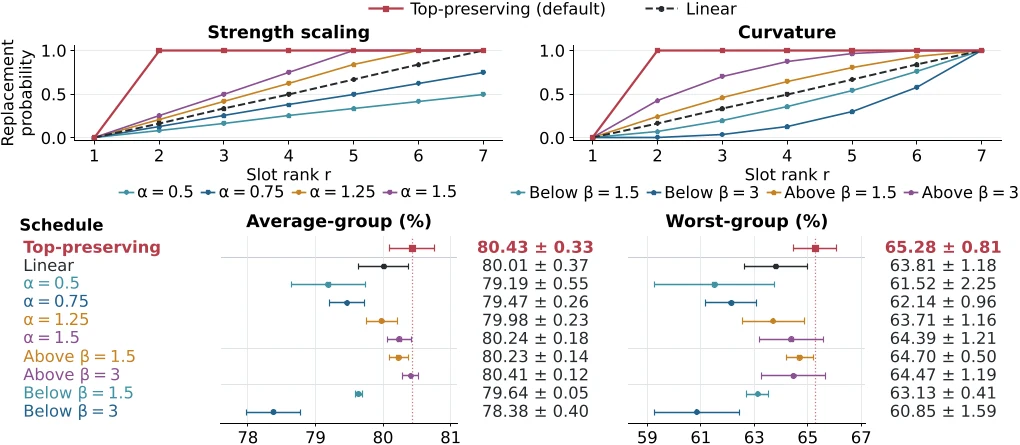 Top-preserving (default) Linear
Strength scaling
Curvature
Replacement
probability
1.0
0.5
0.0
1 2 3 4 5 6 7
Slot rank r
α = 0.5 α = 0.75 α = 1.25 α = 1.5
1.0
0.5
0.0
1 2 3 4 5 6 7
Slot rank r
Below β = 1.5 Below β = 3 Above β = 1.5 Above β = 3
Schedule Average-group (%) Worst-group (%)
Top-preserving 80.43 ± 0.33 65.28 ± 0.81
Linear 80.01 ± 0.37 63.81 ± 1.18
α = 0.5 79.19 ± 0.55 61.52 ± 2.25
α = 0.75 79.47 ± 0.26 62.14 ± 0.96
α = 1.25 79.98 ± 0.23 63.71 ± 1.16
α = 1.5 80.24 ± 0.18 64.39 ± 1.21
Above β = 1.5 80.23 ± 0.14 64.70 ± 0.50
Above β = 3 80.41 ± 0.12 64.47 ± 1.19
Below β = 1.5 79.64 ± 0.05 63.13 ± 0.41
Below β = 3 78.38 ± 0.40 60.85 ± 1.59
78 79 80 81 59 61 63 65 67